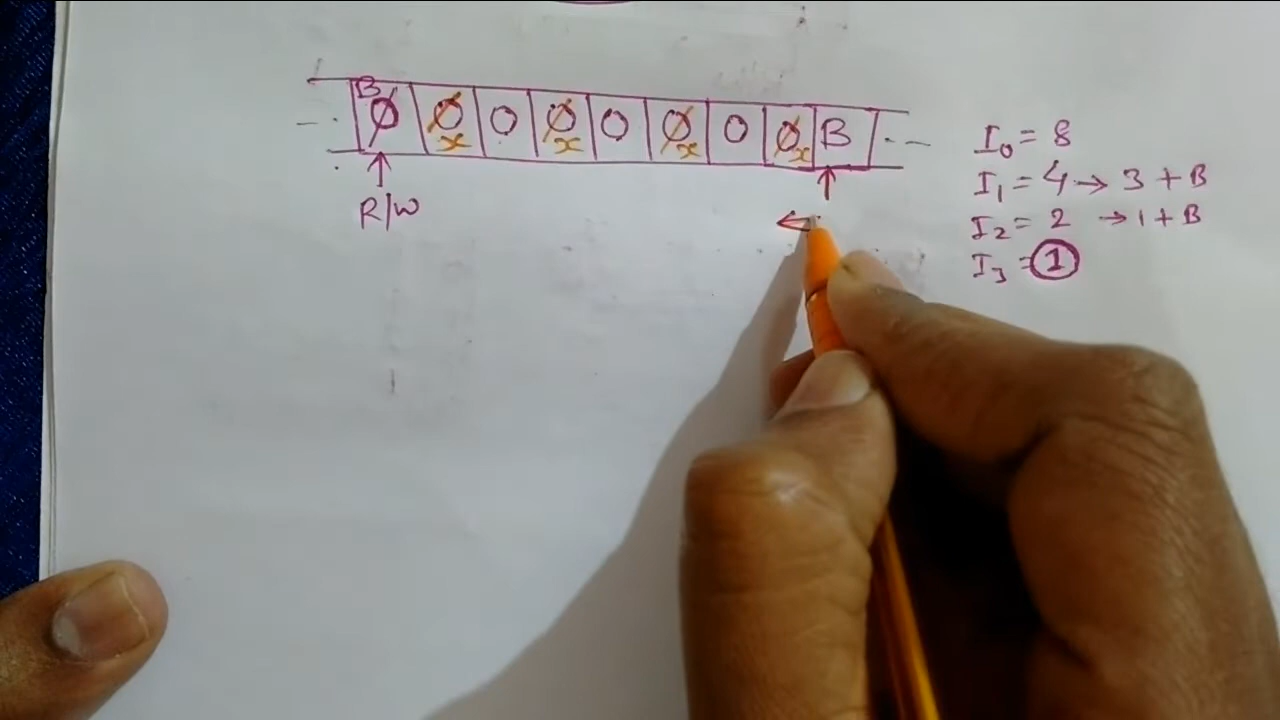 B
0 0 0 0 0 0 0 0 B
x x x x
R/W
I0 = 8
I1 = 4 → 3 + B
I2 = 2 → 1 + B
I3 = 1